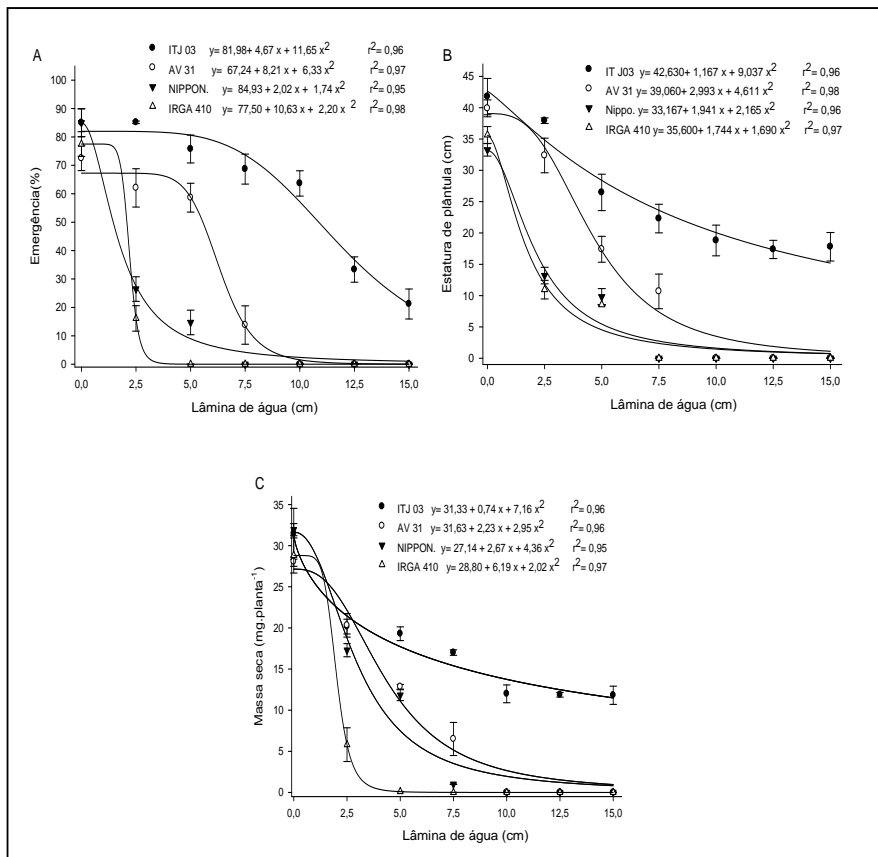 A
ITJ 03 y= 81,98+ 4,67 x + 11,65 x² r²= 0,96
AV 31 y= 67,24 + 8,21 x + 6,33 x² r²= 0,97
NIPPON. y= 84,93 + 2,02 x + 1,74 x² r²= 0,95
IRGA 410 y= 77,50 + 10,63 x + 2,20 x² r²= 0,98
Emergência(%)
100
90
80
70
60
50
40
30
20
10
0
0,0 2,5 5,0 7,5 10,0 12,5 15,0
Lâmina de água (cm)
B
IT J03 y= 42,630+ 1,167 x + 9,037 x² r²= 0,96
AV 31 y= 39,060+ 2,993 x + 4,611 x² r²= 0,98
Nippo. y= 33,167+ 1,941 x + 2,165 x² r²= 0,96
IRGA 410 y= 35,600+ 1,744 x + 1,690 x² r²= 0,97
Estatura de plântula (cm)
45
40
35
30
25
20
15
10
5
0
0,0 2,5 5,0 7,5 10,0 12,5 15,0
Lâmina de água (cm)
C
ITJ 03 y= 31,33 + 0,74 x + 7,16 x² r²= 0,96
AV 31 y= 31,63 + 2,23 x + 2,95 x² r²= 0,96
NIPPON. y= 27,14 + 2,67 x + 4,36 x² r²= 0,95
IRGA 410 y= 28,80 + 6,19 x + 2,02 x² r²= 0,97
Massa seca (mg.planta⁻¹)
35
30
25
20
15
10
5
0
0,0 2,5 5,0 7,5 10,0 12,5 15,0
Lâmina de água (cm)